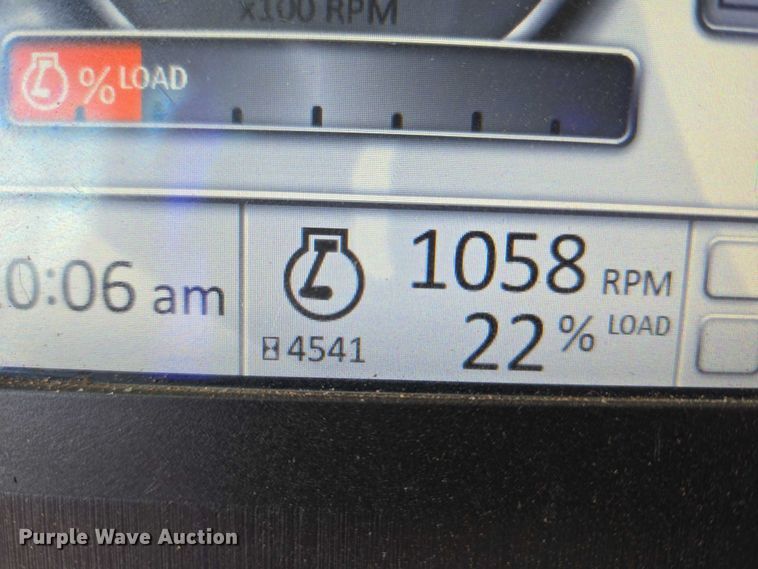 x100 RPM
% LOAD
0:06 am
1058 RPM
4541
22 % LOAD
Purple Wave Auction